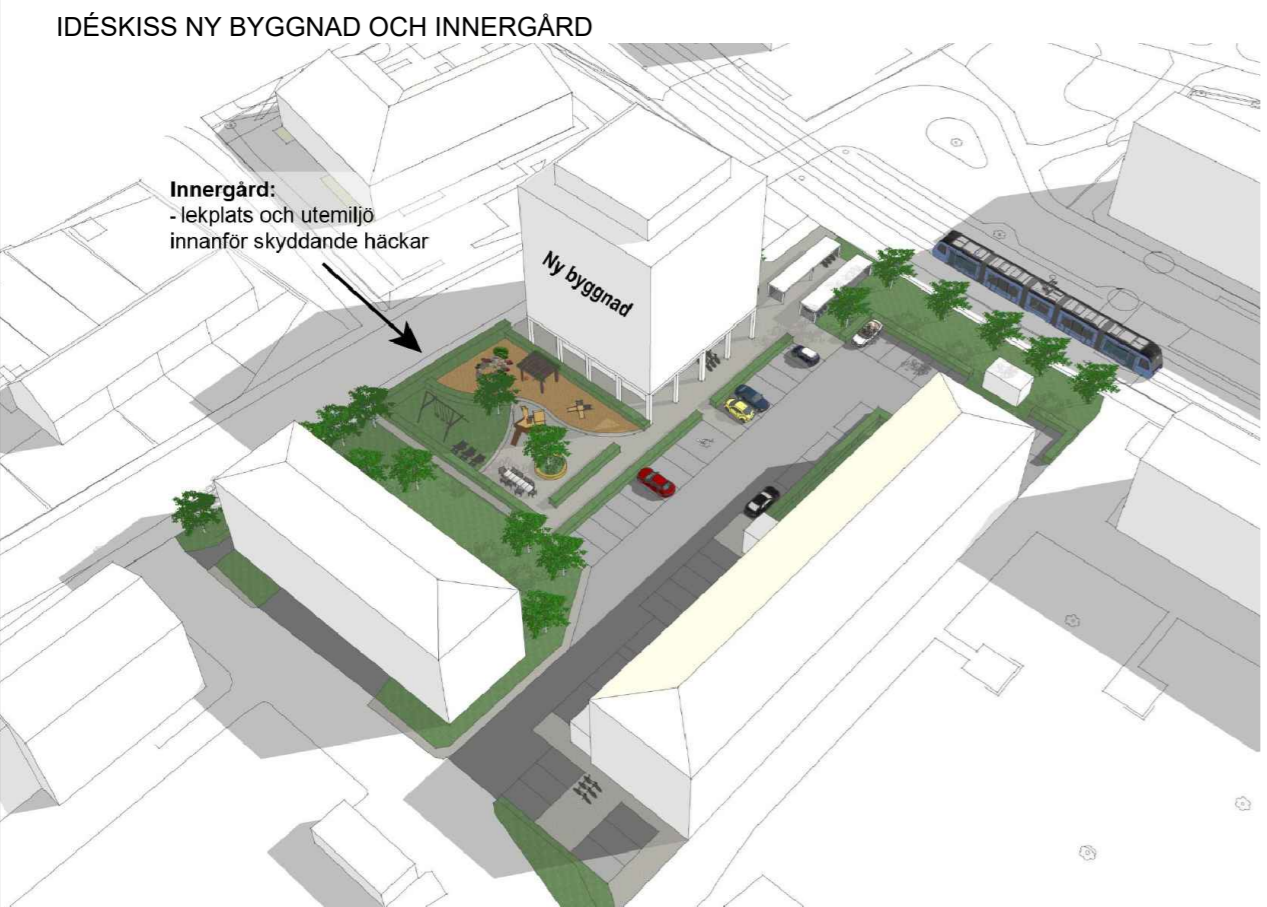 IDÉSKISS NY BYGGNAD OCH INNERGÅRD
Innergård:
- lekplats och utemiljö
innanför skyddande häckar
Ny byggnad